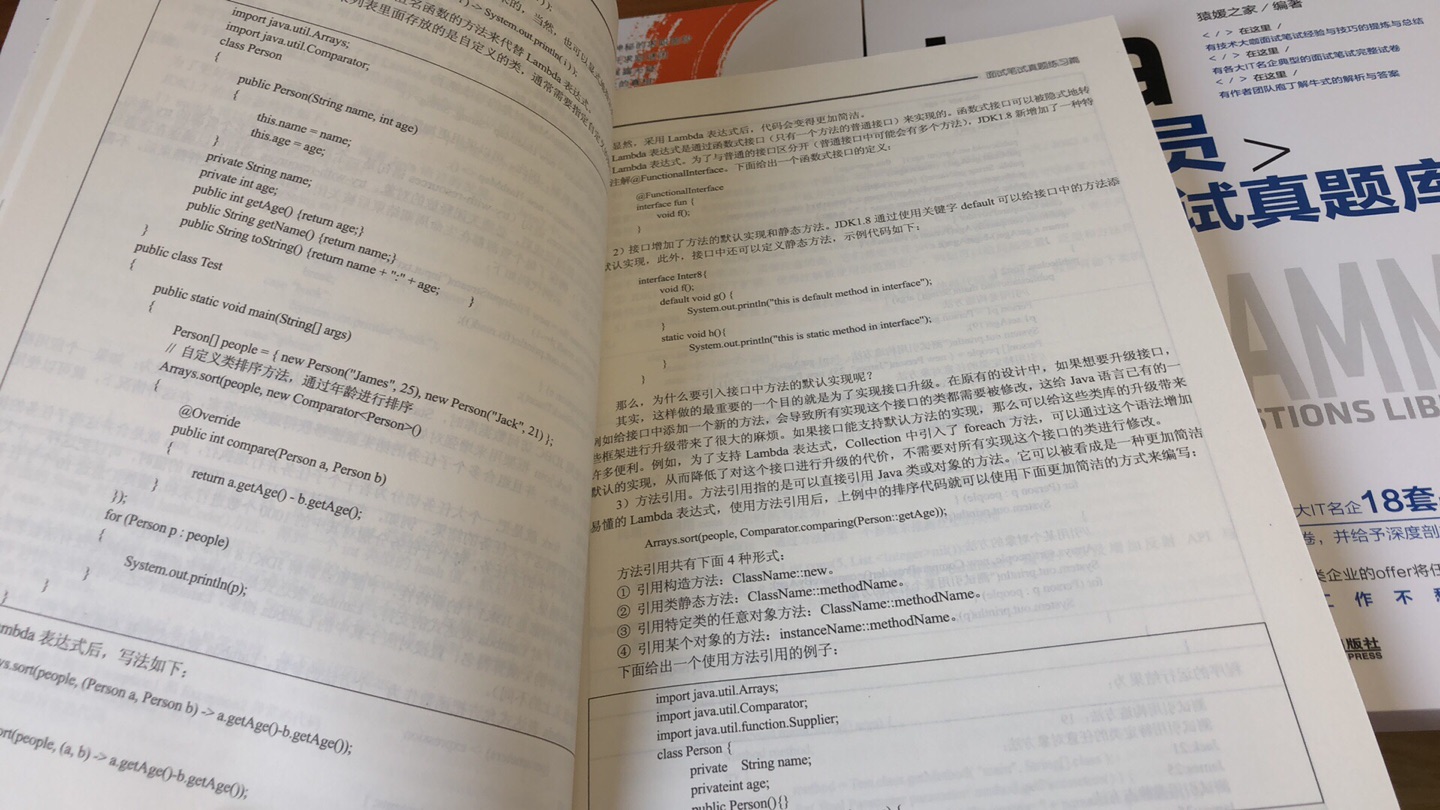 import java.util.Arrays;
import java.util.Comparator;
class Person
{
public Person(String name, int age)
{
this.name = name;
this.age = age;
}
private String name;
private int age;
public int getAge() {return age;}
public String getName() {return name;}
public String toString() {return name + ":" + age; }
}
public class Test
{
public static void main(String[] args)
{
Person[] people = { new Person("James", 25), new Person("Jack", 21) };
// 自定义类排序方法，通过年龄进行排序
Arrays.sort(people, new Comparator<Person>()
{
@Override
public int compare(Person a, Person b)
{
return a.getAge() - b.getAge();
}
});
for (Person p : people)
{
System.out.println(p);
}
}
}
表达式后，写法如下：
sort(people, (Person a, Person b) -> a.getAge()-b.getAge());
(people, (a, b) -> a.getAge()-b.getAge());
面试笔试真题练习篇
显然，采用 Lambda 表达式后，代码会变得更加简洁。
Lambda 表达式是通过函数式接口（只有一个方法的普通接口）来实现的。函数式接口可以被隐式地转
Lambda 表达式。为了与普通的接口区分开（普通接口中可能会有多个方法），JDK1.8 新增加了一种特
注解@FunctionalInterface。下面给出一个函数式接口的定义：
@FunctionalInterface
interface fun {
void f();
}
2）接口增加了方法的默认实现和静态方法。JDK1.8 通过使用关键字 default 可以给接口中的方法添
默认实现，此外，接口中还可以定义静态方法，示例代码如下：
interface Inter8{
void f();
default void g() {
System.out.println("this is default method in interface");
}
static void h(){
System.out.println("this is static method in interface");
}
}
那么，为什么要引入接口中方法的默认实现呢？
其实，这样做的最重要的一个目的就是为了实现接口升级。在原有的设计中，如果想要升级接口，
例如给接口中添加一个新的方法，会导致所有实现这个接口的类都需要被修改，这给 Java 语言已有的一
些框架进行升级带来了很大的麻烦。如果接口能支持默认方法的实现，那么可以给这些类库的升级带来
许多便利。例如，为了支持 Lambda 表达式，Collection 中引入了 foreach 方法，可以通过这个语法增加
默认的实现，从而降低了对这个接口进行升级的代价，不需要对所有实现这个接口的类进行修改。
3）方法引用。方法引用指的是可以直接引用 Java 类或对象的方法。它可以被看成是一种更加简洁
易懂的 Lambda 表达式，使用方法引用后，上例中的排序代码就可以使用下面更加简洁的方式来编写：
Arrays.sort(people, Comparator.comparing(Person::getAge));
方法引用共有下面 4 种形式：
① 引用构造方法：ClassName::new。
② 引用类静态方法：ClassName::methodName。
③ 引用特定类的任意对象方法：ClassName::methodName。
④ 引用某个对象的方法：instanceName::methodName。
下面给出一个使用方法引用的例子：
import java.util.Arrays;
import java.util.Comparator;
import java.util.function.Supplier;
class Person {
private String name;
privateint age;
public Person(){}
猿媛之家 / 编著
< / > 在这里 /
有技术大咖面试笔试经验与技巧的提炼与总结
< / > 在这里 /
有各大IT名企典型的面试笔试完整试卷
< / > 在这里 /
有作者团队庖丁解牛式的解析与答案
员 >
试真题库
大IT名企18套
卷，并给予深度剖
类企业的offer将任
工 作 不
版社
PRESS